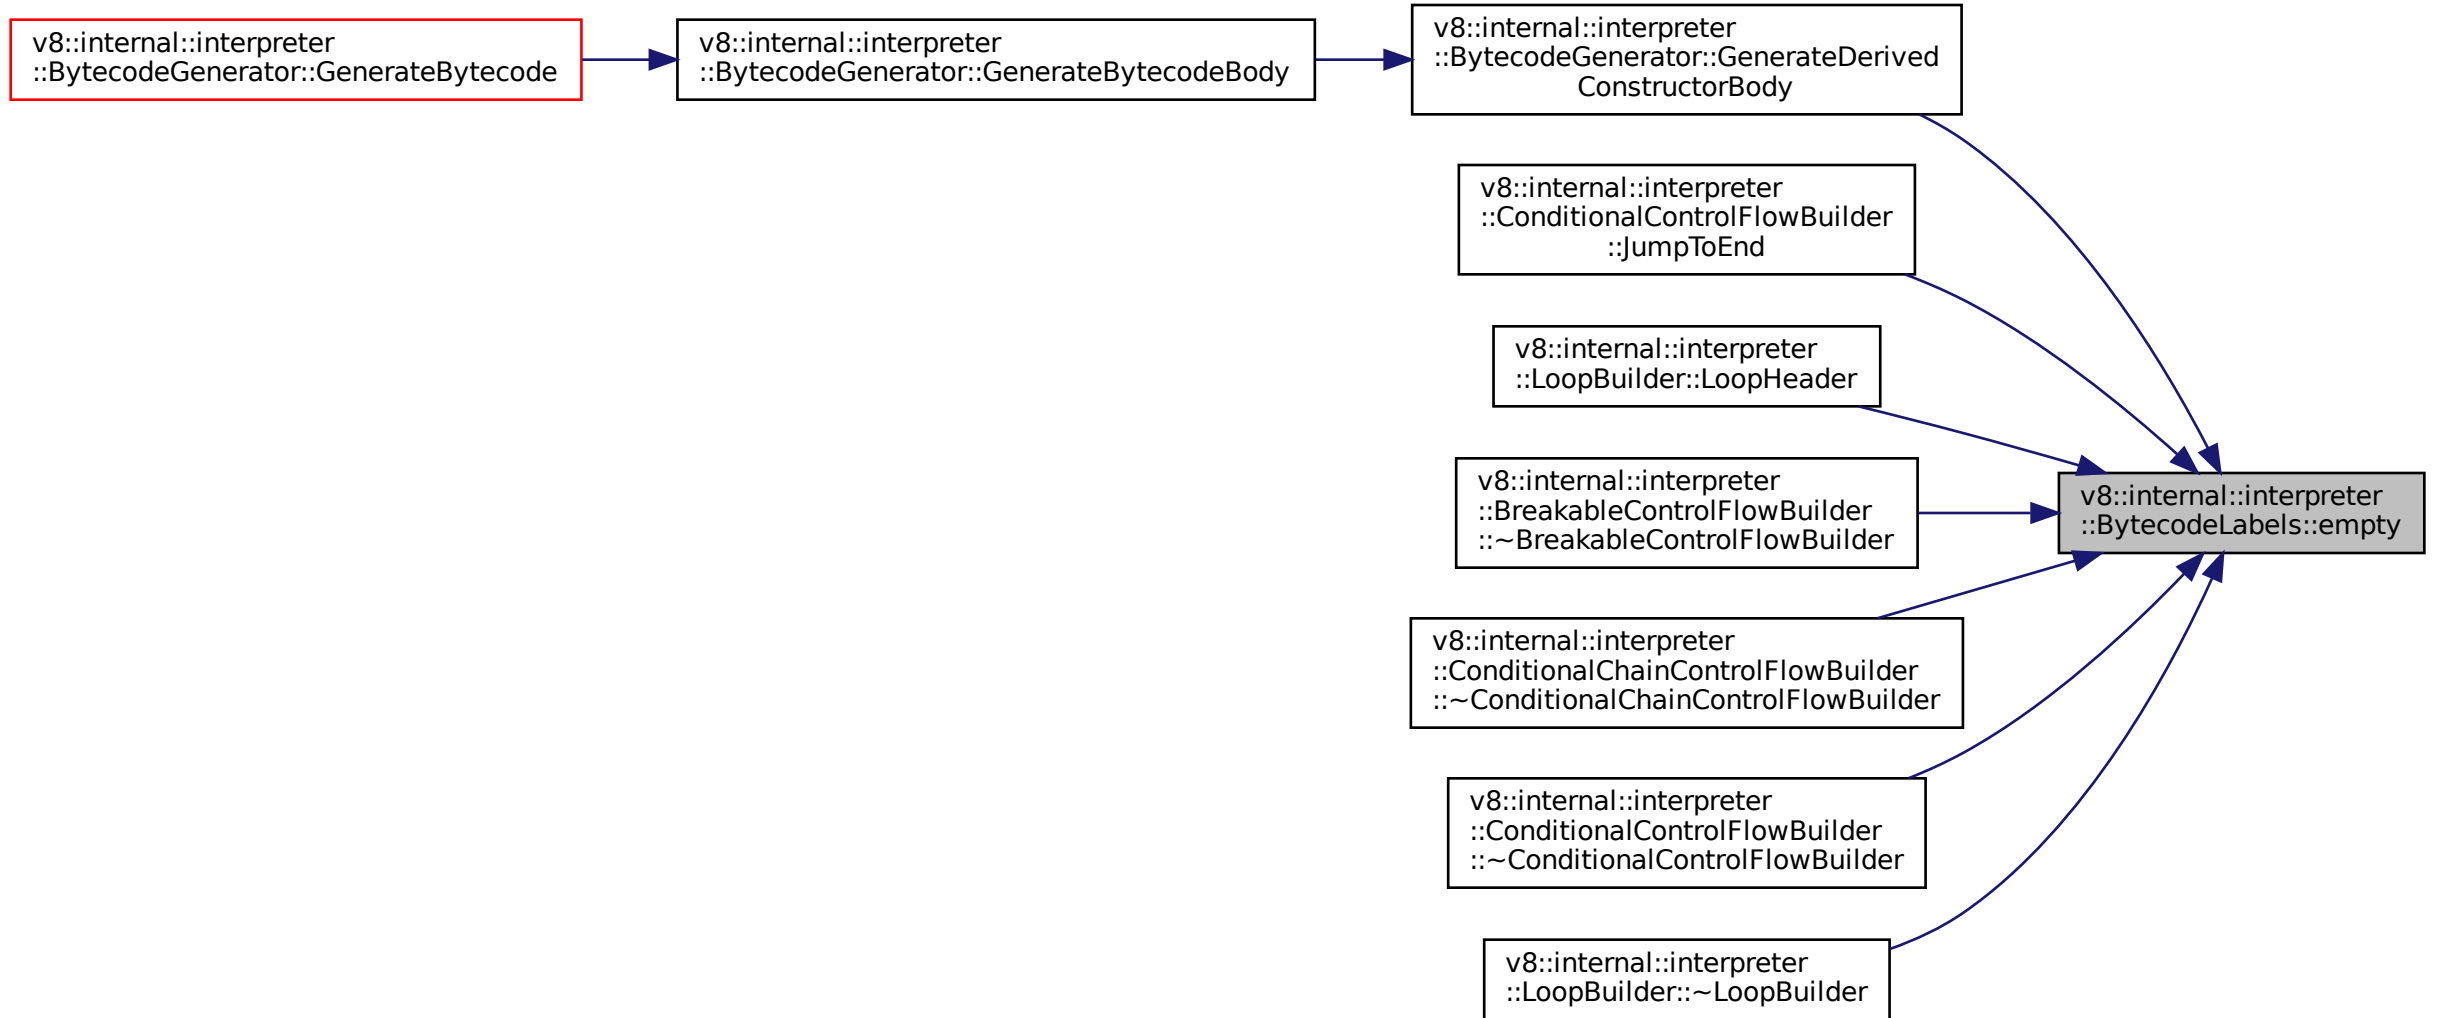 v8::internal::interpreter
::BytecodeGenerator::GenerateBytecode
v8::internal::interpreter
::BytecodeGenerator::GenerateBytecodeBody
v8::internal::interpreter
::BytecodeGenerator::GenerateDerived
ConstructorBody
v8::internal::interpreter
::ConditionalControlFlowBuilder
::JumpToEnd
v8::internal::interpreter
::LoopBuilder::LoopHeader
v8::internal::interpreter
::BreakableControlFlowBuilder
::~BreakableControlFlowBuilder
v8::internal::interpreter
::BytecodeLabels::empty
v8::internal::interpreter
::ConditionalChainControlFlowBuilder
::~ConditionalChainControlFlowBuilder
v8::internal::interpreter
::ConditionalControlFlowBuilder
::~ConditionalControlFlowBuilder
v8::internal::interpreter
::LoopBuilder::~LoopBuilder